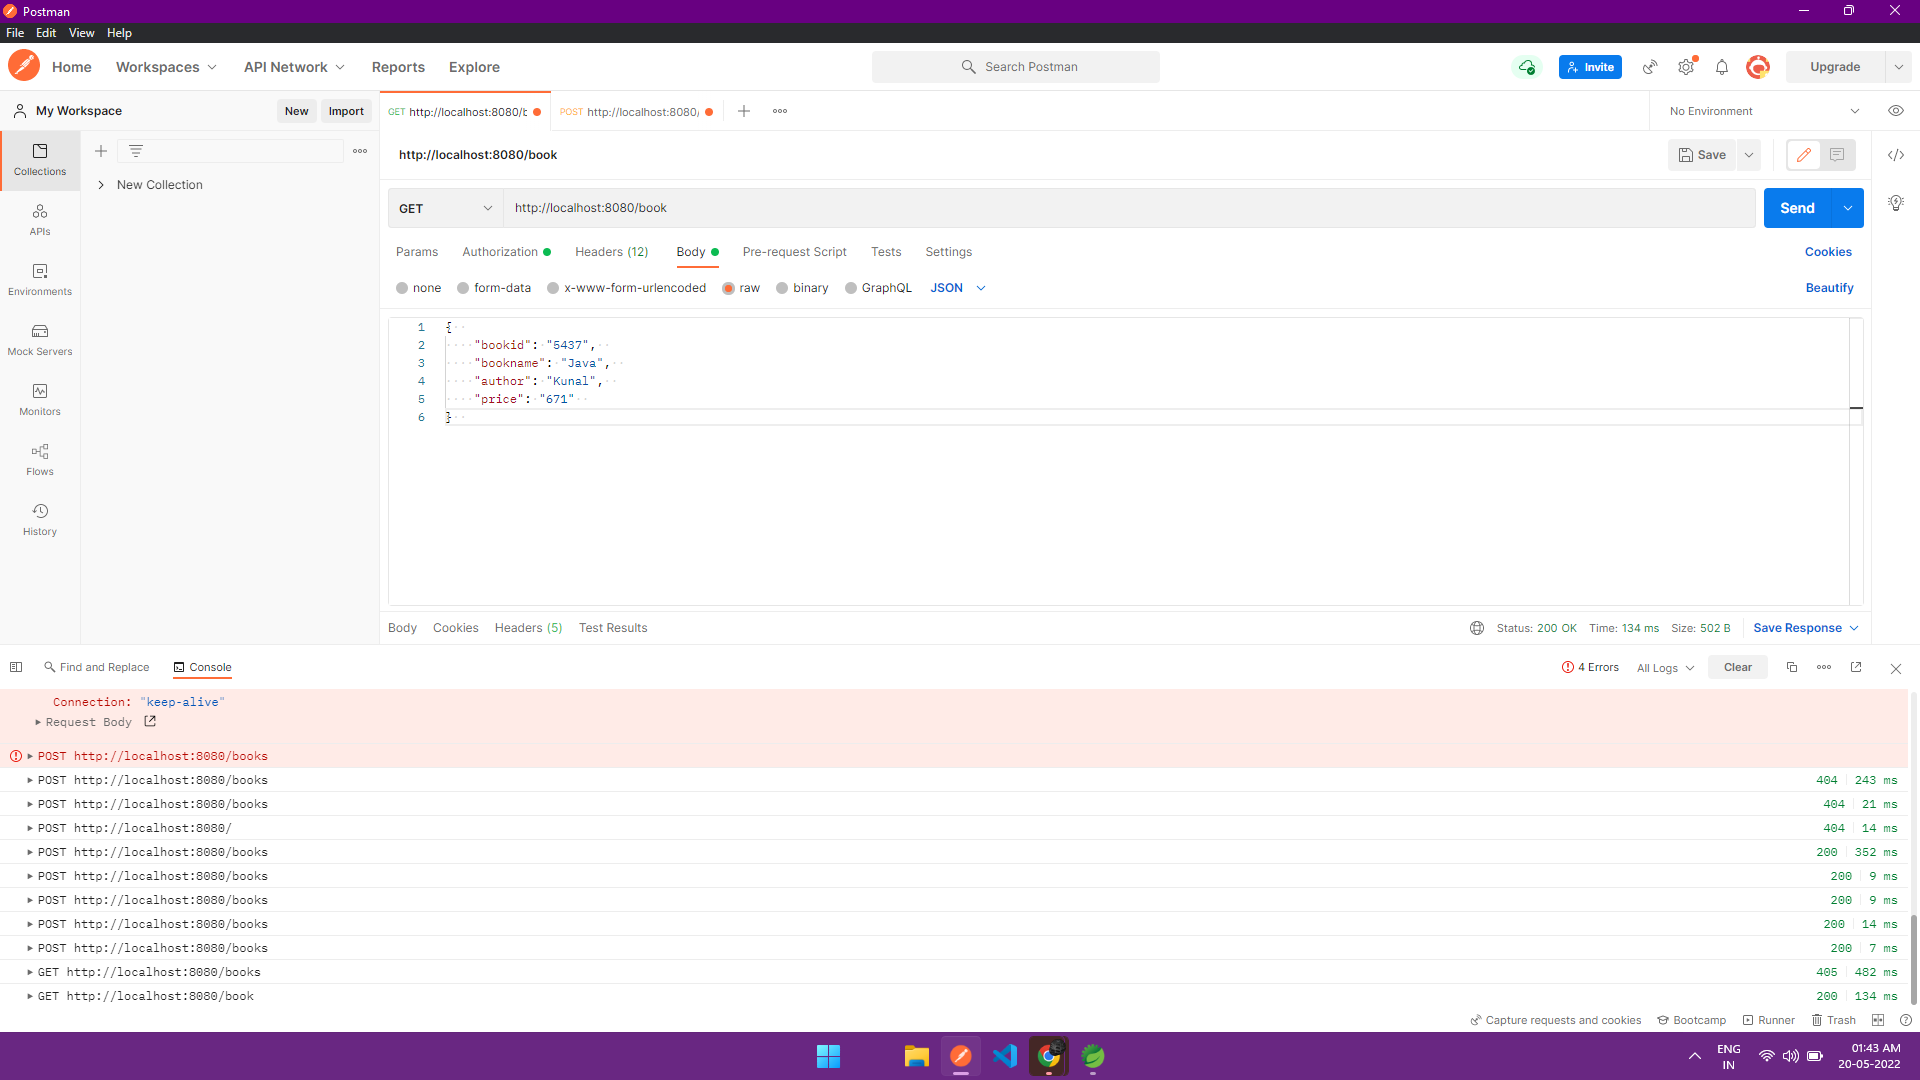 Postman
File Edit View Help
Home Workspaces API Network Reports Explore Search Postman Invite Upgrade
My Workspace New Import GET http://localhost:8080/b POST http://localhost:8080/ No Environment
Collections
http://localhost:8080/book Save
New Collection
GET http://localhost:8080/book Send
APIs
Params Authorization Headers (12) Body Pre-request Script Tests Settings Cookies
Environments
none form-data x-www-form-urlencoded raw binary GraphQL JSON Beautify
Mock Servers
Monitors
Flows
History
1 {
2 "bookid": "5437",
3 "bookname": "Java",
4 "author": "Kunal",
5 "price": "671"
6 }
Body Cookies Headers (5) Test Results Status: 200 OK Time: 134 ms Size: 502 B Save Response
Find and Replace Console 4 Errors All Logs Clear
Connection: "keep-alive"
Request Body
POST http://localhost:8080/books
POST http://localhost:8080/books 404 243 ms
POST http://localhost:8080/books 404 21 ms
POST http://localhost:8080/ 404 14 ms
POST http://localhost:8080/books 200 352 ms
POST http://localhost:8080/books 200 9 ms
POST http://localhost:8080/books 200 9 ms
POST http://localhost:8080/books 200 14 ms
POST http://localhost:8080/books 200 7 ms
GET http://localhost:8080/books 405 482 ms
GET http://localhost:8080/book 200 134 ms
Capture requests and cookies Bootcamp Runner Trash
ENG
IN
01:43 AM
20-05-2022